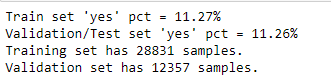 Train set 'yes' pct = 11.27%
Validation/Test set 'yes' pct = 11.26%
Training set has 28831 samples.
Validation set has 12357 samples.